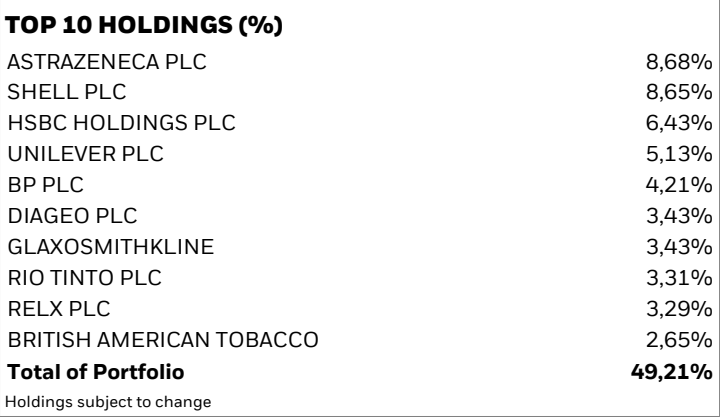 TOP 10 HOLDINGS (%)
ASTRAZENECA PLC 8,68%
SHELL PLC 8,65%
HSBC HOLDINGS PLC 6,43%
UNILEVER PLC 5,13%
BP PLC 4,21%
DIAGEO PLC 3,43%
GLAXOSMITHKLINE 3,43%
RIO TINTO PLC 3,31%
RELX PLC 3,29%
BRITISH AMERICAN TOBACCO 2,65%
Total of Portfolio 49,21%
Holdings subject to change